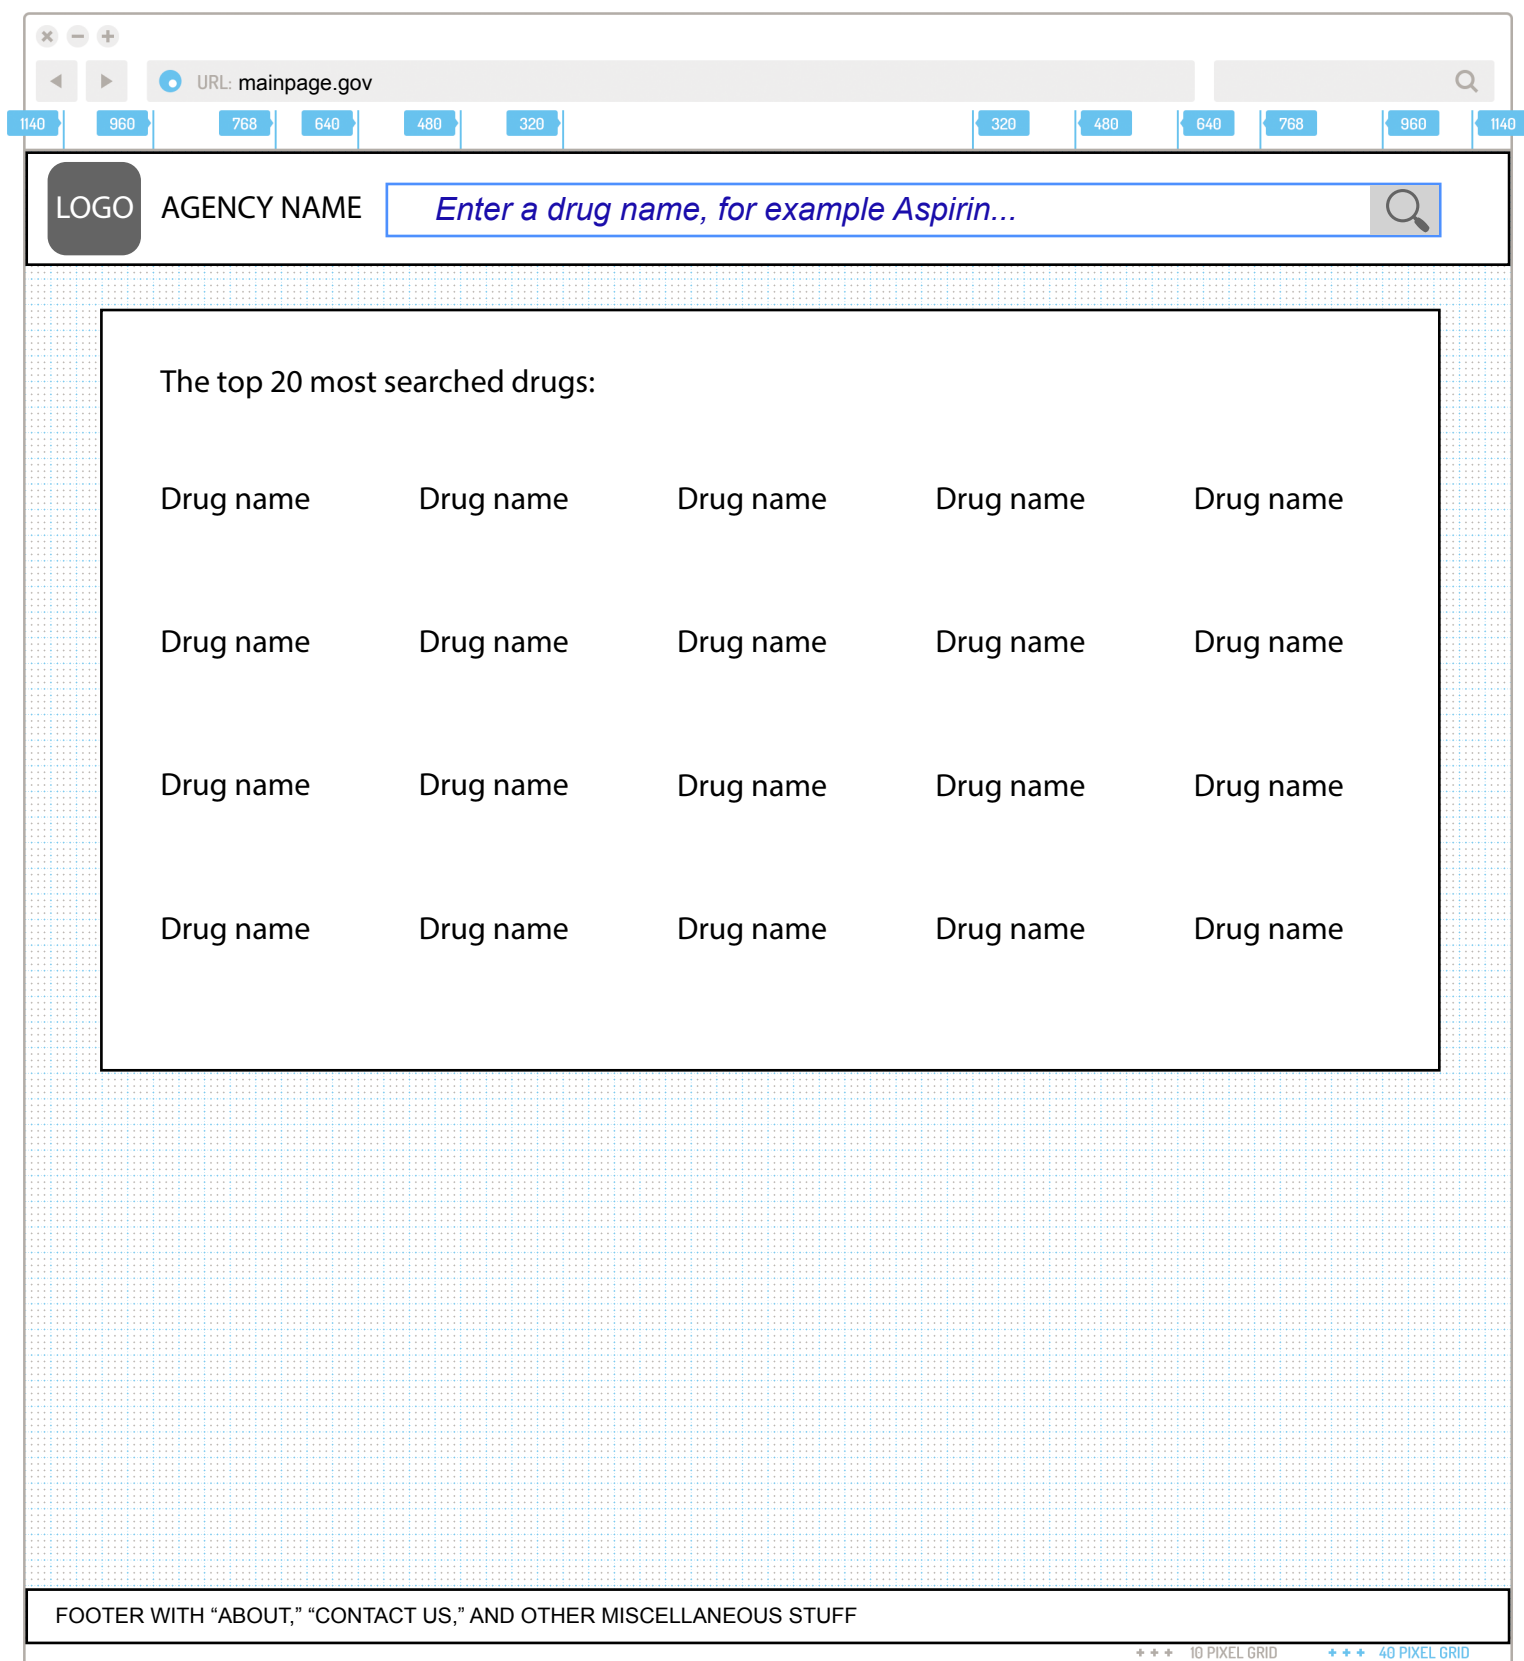 URL: mainpage.gov
1140 960 768 640 480 320 320 480 640 768 960 1140
LOGO AGENCY NAME Enter a drug name, for example Aspirin...
The top 20 most searched drugs:
Drug name Drug name Drug name Drug name Drug name
Drug name Drug name Drug name Drug name Drug name
Drug name Drug name Drug name Drug name Drug name
Drug name Drug name Drug name Drug name Drug name
FOOTER WITH “ABOUT,” “CONTACT US,” AND OTHER MISCELLANEOUS STUFF
+ + + 10 PIXEL GRID + + + 40 PIXEL GRID